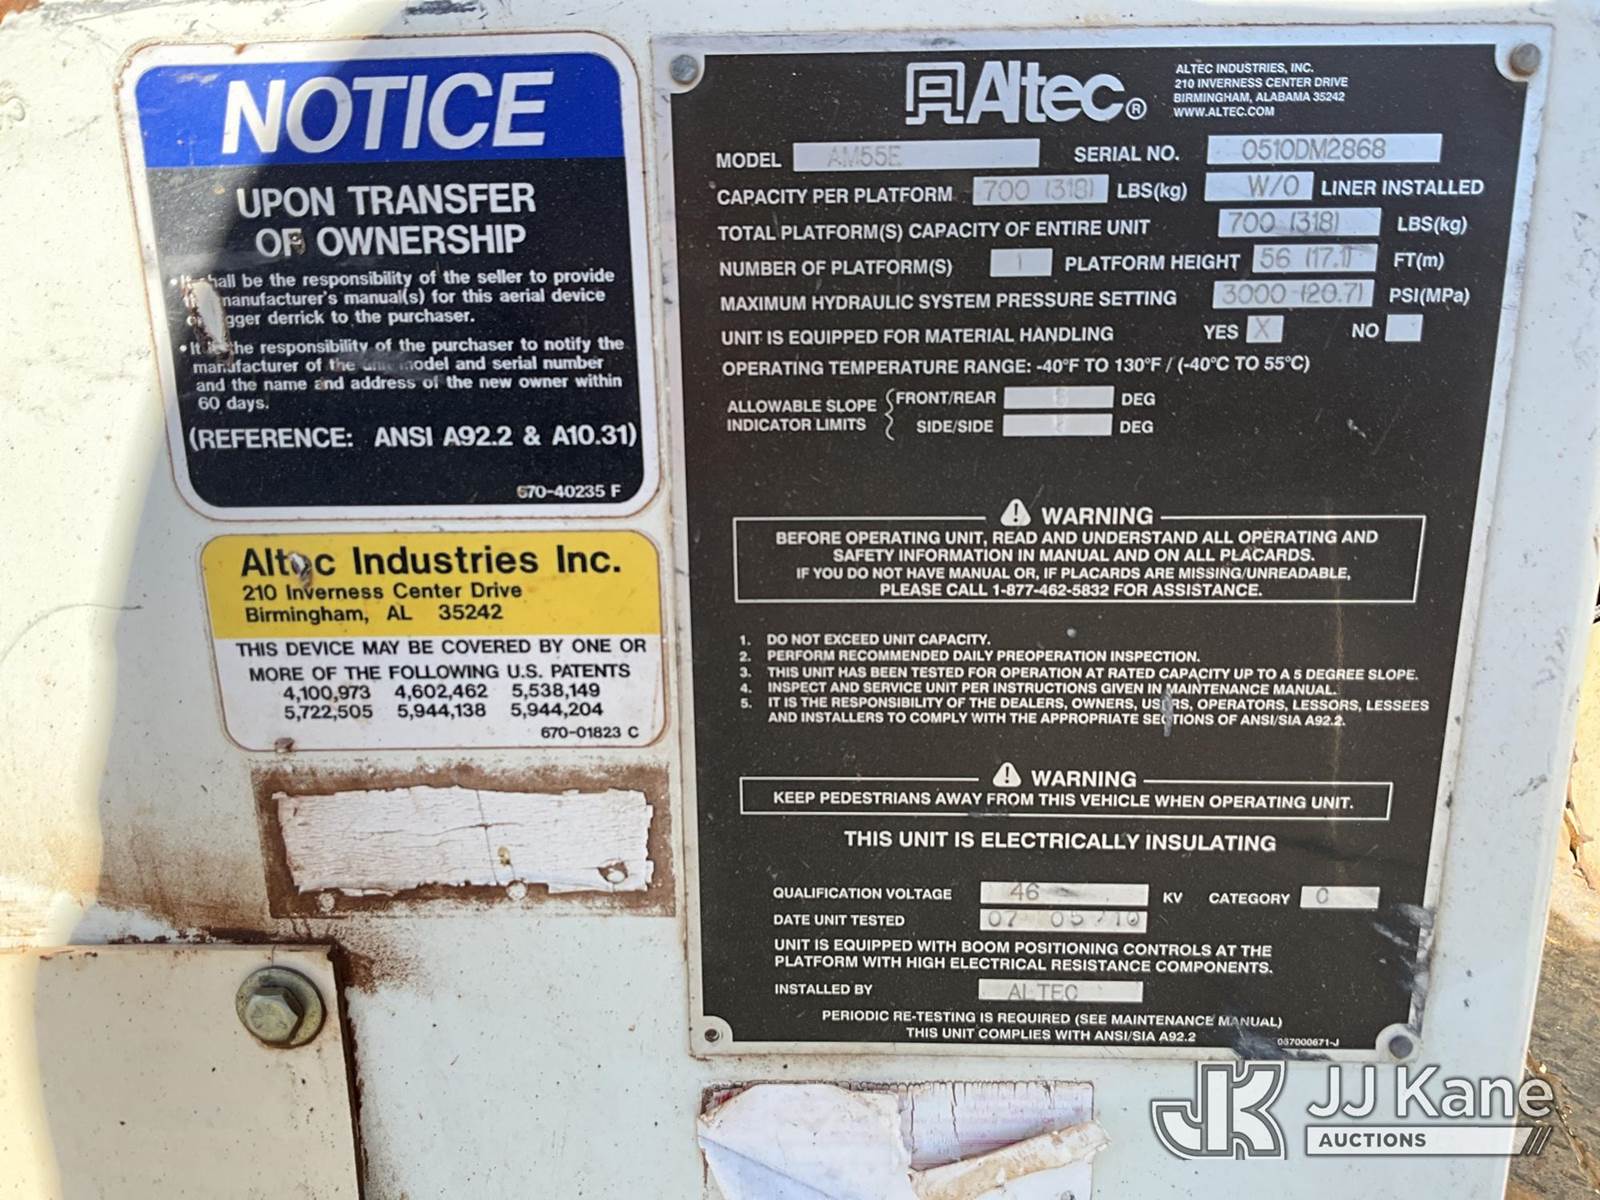 NOTICE
UPON TRANSFER
OF OWNERSHIP
• It shall be the responsibility of the seller to provide
manufacturer's manual(s) for this aerial device
derrick to the purchaser.
• It is the responsibility of the purchaser to notify the
manufacturer of the unit model and serial number
and the name and address of the new owner within
60 days.
(REFERENCE: ANSI A92.2 & A10.31)
670-40235 F
Altec Industries Inc.
210 Inverness Center Drive
Birmingham, AL 35242
THIS DEVICE MAY BE COVERED BY ONE OR
MORE OF THE FOLLOWING U.S. PATENTS
4,100,973 4,602,462 5,538,149
5,722,505 5,944,138 5,944,204
670-01823 C
Altec®
ALTEC INDUSTRIES, INC.
210 INVERNESS CENTER DRIVE
BIRMINGHAM, ALABAMA 35242
WWW.ALTEC.COM
MODEL AM55E SERIAL NO. 0510DM2868
CAPACITY PER PLATFORM 700 (318) LBS(kg) W/O LINER INSTALLED
TOTAL PLATFORM(S) CAPACITY OF ENTIRE UNIT 700 (318) LBS(kg)
NUMBER OF PLATFORM(S) 1 PLATFORM HEIGHT 56 (17.1) FT(m)
MAXIMUM HYDRAULIC SYSTEM PRESSURE SETTING 3000 (20.7) PSI(MPa)
UNIT IS EQUIPPED FOR MATERIAL HANDLING YES X NO
OPERATING TEMPERATURE RANGE: -40°F TO 130°F / (-40°C TO 55°C)
ALLOWABLE SLOPE INDICATOR LIMITS
FRONT/REAR DEG
SIDE/SIDE DEG
WARNING
BEFORE OPERATING UNIT, READ AND UNDERSTAND ALL OPERATING AND
SAFETY INFORMATION IN MANUAL AND ON ALL PLACARDS.
IF YOU DO NOT HAVE MANUAL OR, IF PLACARDS ARE MISSING/UNREADABLE,
PLEASE CALL 1-877-462-5832 FOR ASSISTANCE.
1. DO NOT EXCEED UNIT CAPACITY.
2. PERFORM RECOMMENDED DAILY PREOPERATION INSPECTION.
3. THIS UNIT HAS BEEN TESTED FOR OPERATION AT RATED CAPACITY UP TO A 5 DEGREE SLOPE.
4. INSPECT AND SERVICE UNIT PER INSTRUCTIONS GIVEN IN MAINTENANCE MANUAL.
5. IT IS THE RESPONSIBILITY OF THE DEALERS, OWNERS, USERS, OPERATORS, LESSORS, LESSEES
AND INSTALLERS TO COMPLY WITH THE APPROPRIATE SECTIONS OF ANSI/SIA A92.2.
WARNING
KEEP PEDESTRIANS AWAY FROM THIS VEHICLE WHEN OPERATING UNIT.
THIS UNIT IS ELECTRICALLY INSULATING
QUALIFICATION VOLTAGE 46 KV CATEGORY C
DATE UNIT TESTED 07 05/10
UNIT IS EQUIPPED WITH BOOM POSITIONING CONTROLS AT THE
PLATFORM WITH HIGH ELECTRICAL RESISTANCE COMPONENTS.
INSTALLED BY ALTEC
PERIODIC RE-TESTING IS REQUIRED (SEE MAINTENANCE MANUAL)
THIS UNIT COMPLIES WITH ANSI/SIA A92.2
037000671-J
JK JJ Kane
AUCTIONS